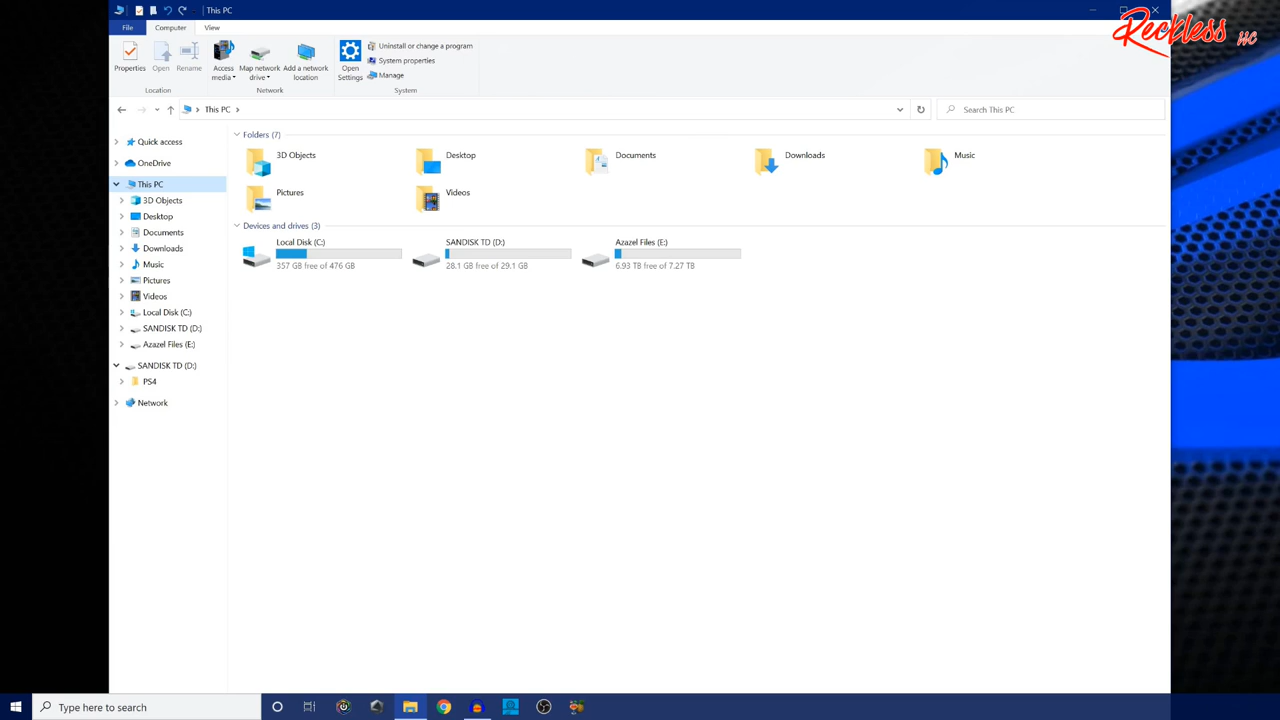 This PC
Reckless HC
File
Computer
View
Properties
Open
Rename
Access media
Map network drive
Add a network location
Open Settings
Uninstall or change a program
System properties
Manage
Location
Network
System
This PC
Search This PC
Quick access
OneDrive
This PC
3D Objects
Desktop
Documents
Downloads
Music
Pictures
Videos
Local Disk (C:)
SANDISK TD (D:)
Azazel Files (E:)
SANDISK TD (D:)
PS4
Network
Folders (7)
3D Objects
Desktop
Documents
Downloads
Music
Pictures
Videos
Devices and drives (3)
Local Disk (C:)
357 GB free of 476 GB
SANDISK TD (D:)
28.1 GB free of 29.1 GB
Azazel Files (E:)
6.93 TB free of 7.27 TB
Type here to search